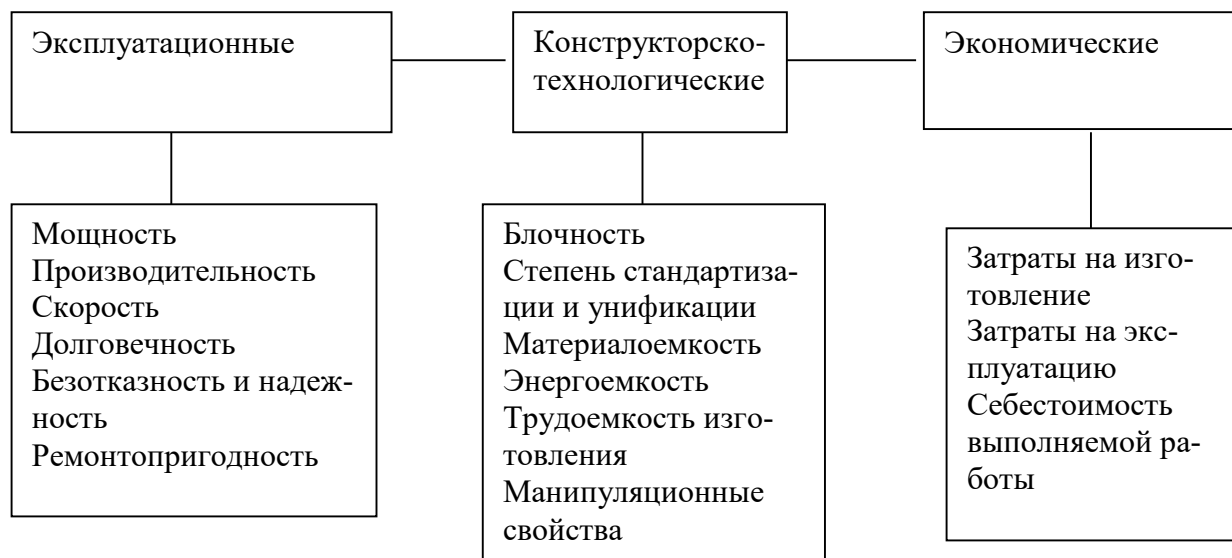 Эксплуатационные
Конструкторско-
технологические
Экономические
Мощность
Производительность
Скорость
Долговечность
Безотказность и надеж-
ность
Ремонтопригодность
Блочность
Степень стандартиза-
ции и унификации
Материалоемкость
Энергоемкость
Трудоемкость изго-
товления
Манипуляционные
свойства
Затраты на изго-
товление
Затраты на экс-
плуатацию
Себестоимость
выполняемой ра-
боты